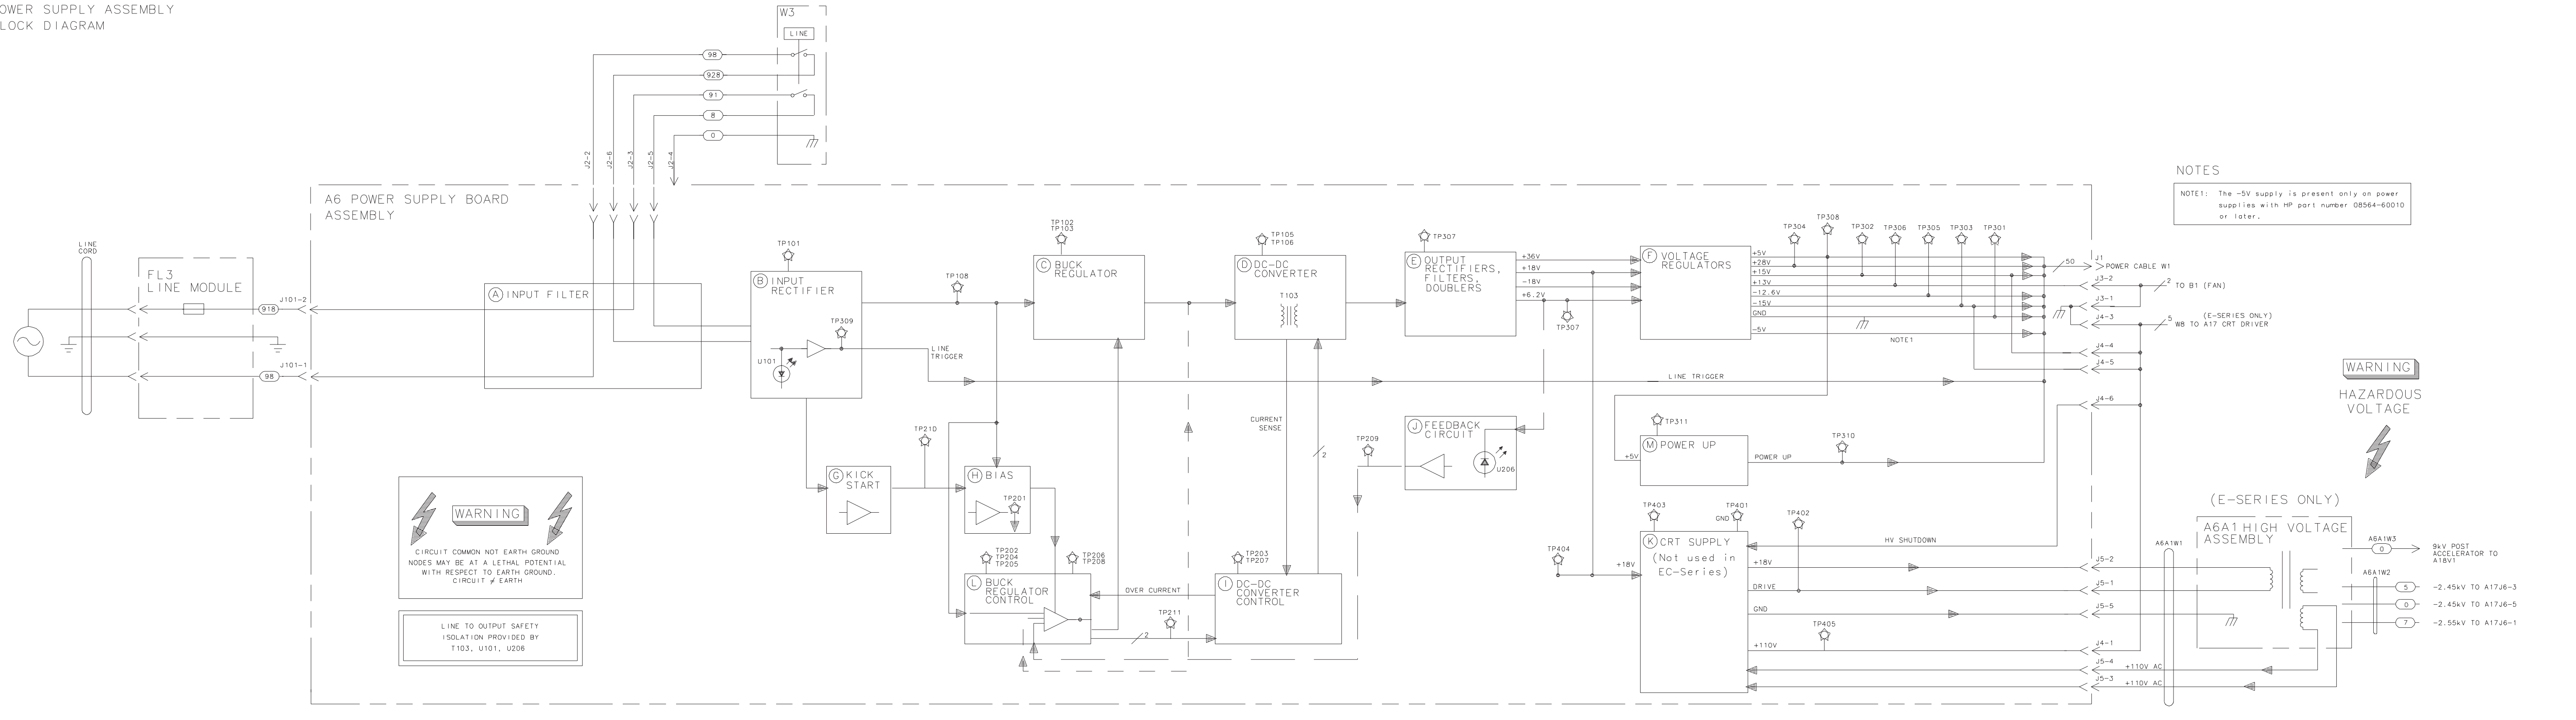 OWER SUPPLY ASSEMBLY
LOCK DIAGRAM
W3
LINE
98
928
91
8
0
J2-2
J2-6
J2-3
J2-5
J2-4
NOTES
NOTE1: The -5V supply is present only on power
supplies with HP part number 08564-60010
or later.
A6 POWER SUPPLY BOARD
ASSEMBLY
LINE
CORD
FL3
LINE MODULE
J101-2
918
J101-1
98
A INPUT FILTER
TP101
B INPUT
RECTIFIER
TP309
U101
TP108
LINE
TRIGGER
TP102
TP103
C BUCK
REGULATOR
TP105
TP106
D DC-DC
CONVERTER
T103
TP307
E OUTPUT
RECTIFIERS,
FILTERS,
DOUBLERS
+36V
+18V
-18V
+6.2V
TP307
F VOLTAGE
REGULATORS
TP304
TP308
TP302
TP306
TP305
TP303
TP301
+5V
+28V
+15V
+13V
-12.6V
-15V
GND
-5V
NOTE1
50
J1
POWER CABLE W1
J3-2
2
TO B1 (FAN)
J3-1
J4-3
5
(E-SERIES ONLY)
W8 TO A17 CRT DRIVER
J4-4
J4-5
LINE TRIGGER
J4-6
WARNING
HAZARDOUS
VOLTAGE
TP210
G KICK
START
H BIAS
TP201
CURRENT
SENSE
2
TP209
J FEEDBACK
CIRCUIT
U206
TP311
M POWER UP
+5V
POWER UP
TP310
WARNING
CIRCUIT COMMON NOT EARTH GROUND
NODES MAY BE AT A LETHAL POTENTIAL
WITH RESPECT TO EARTH GROUND.
CIRCUIT ≠ EARTH
LINE TO OUTPUT SAFETY
ISOLATION PROVIDED BY
T103, U101, U206
TP202
TP204
TP205
TP206
TP208
L BUCK
REGULATOR
CONTROL
OVER CURRENT
TP211
2
TP203
TP207
I DC-DC
CONVERTER
CONTROL
TP404
+18V
TP403
TP401
GND
TP402
K CRT SUPPLY
(Not used in
EC-Series)
HV SHUTDOWN
+18V
DRIVE
GND
TP405
+110V
J5-2
J5-1
J5-5
J4-1
J5-4
+110V AC
J5-3
+110V AC
A6A1W1
(E-SERIES ONLY)
A6A1 HIGH VOLTAGE
ASSEMBLY
A6A1W3
0
9kV POST
ACCELERATOR TO
A18V1
A6A1W2
5
-2.45kV TO A17J6-3
0
-2.45kV TO A17J6-5
7
-2.55kV TO A17J6-1